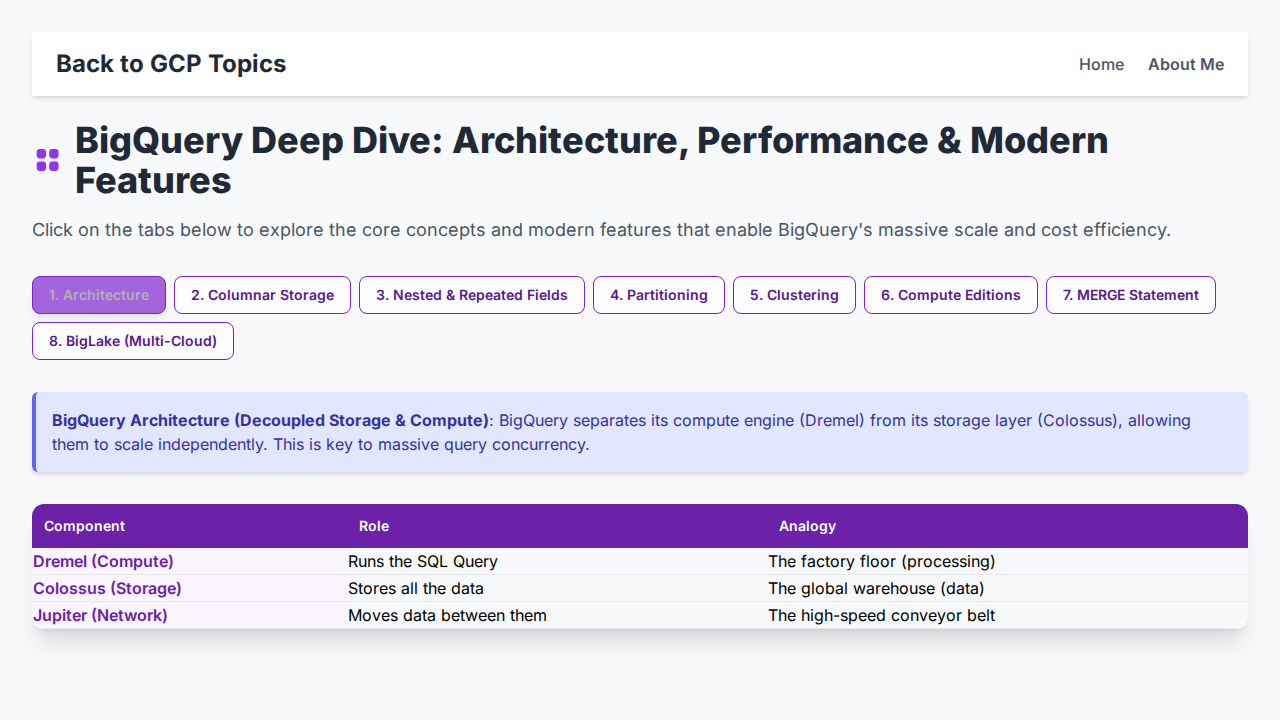 Back to GCP Topics
Home
About Me
BigQuery Deep Dive: Architecture, Performance & Modern
Features
Click on the tabs below to explore the core concepts and modern features that enable BigQuery's massive scale and cost efficiency.
1. Architecture
2. Columnar Storage
3. Nested & Repeated Fields
4. Partitioning
5. Clustering
6. Compute Editions
7. MERGE Statement
8. BigLake (Multi-Cloud)
BigQuery Architecture (Decoupled Storage & Compute): BigQuery separates its compute engine (Dremel) from its storage layer (Colossus), allowing
them to scale independently. This is key to massive query concurrency.
Component Role Analogy
Dremel (Compute) Runs the SQL Query The factory floor (processing)
Colossus (Storage) Stores all the data The global warehouse (data)
Jupiter (Network) Moves data between them The high-speed conveyor belt